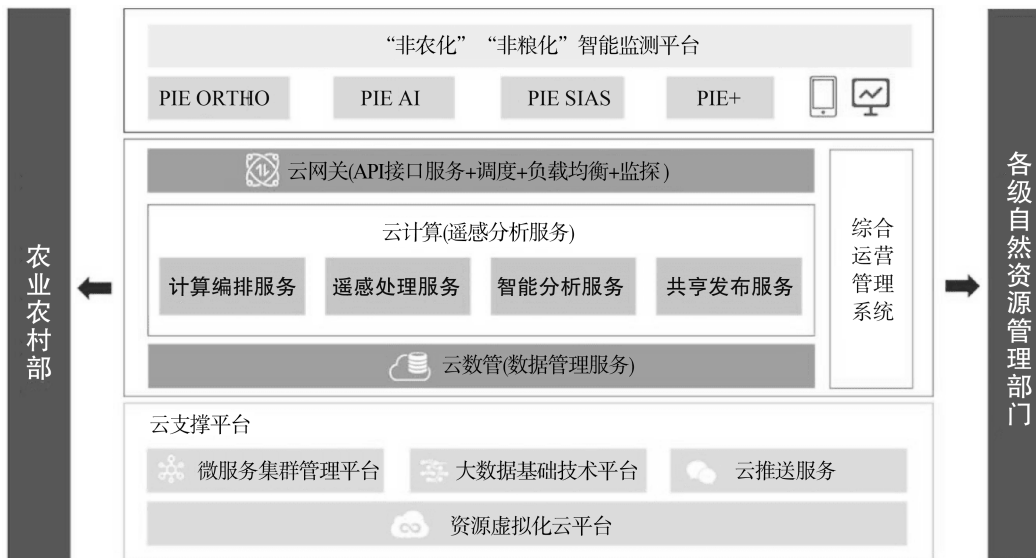 “非农化” “非粮化”智能监测平台
PIE ORTHO
PIE AI
PIE SIAS
PIE+
云网关(API接口服务+调度+负载均衡+监探)
云计算(遥感分析服务)
计算编排服务
遥感处理服务
智能分析服务
共享发布服务
云数管(数据管理服务)
综合
运营
管理
系统
云支撑平台
微服务集群管理平台
大数据基础技术平台
云推送服务
资源虚拟化云平台
农业农村部
各级自然资源管理部门